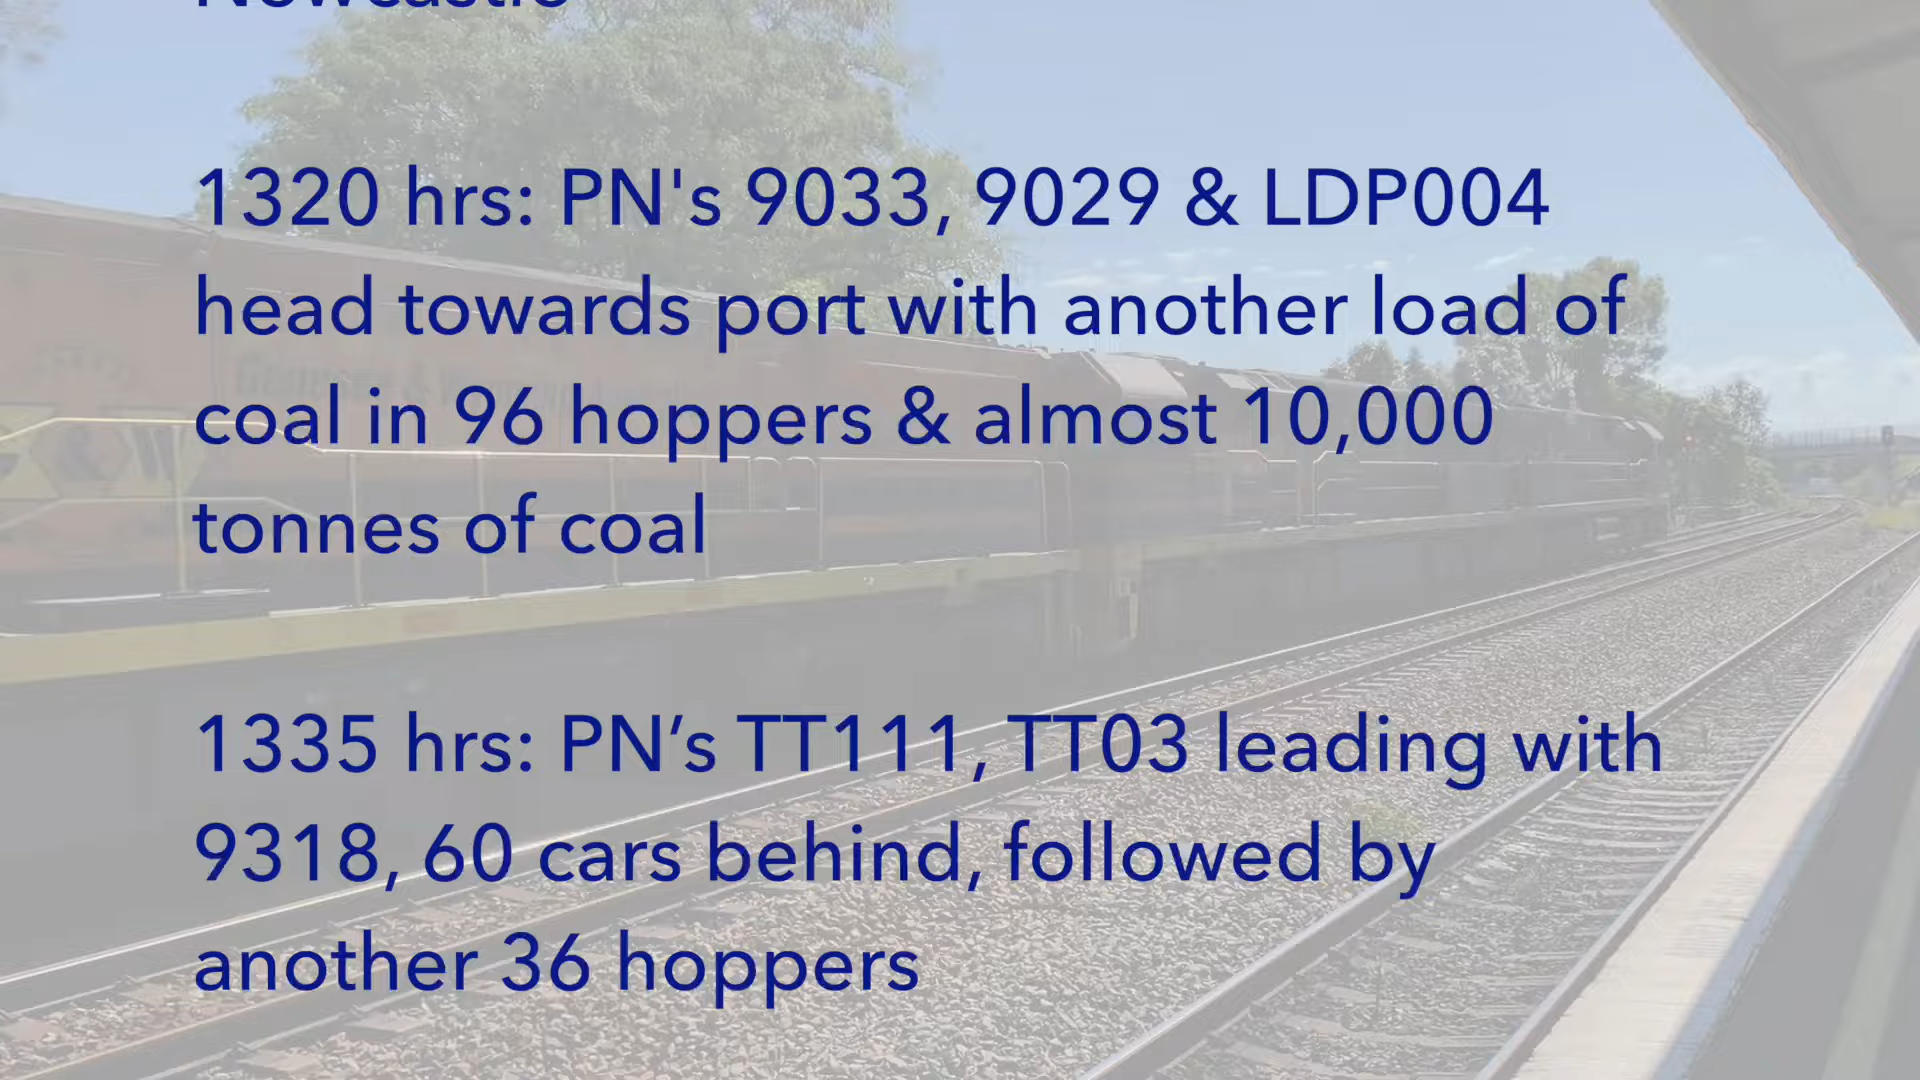 Newcastle
1320 hrs: PN's 9033, 9029 & LDP004
head towards port with another load of
coal in 96 hoppers & almost 10,000
tonnes of coal
1335 hrs: PN’s TT111, TT03 leading with
9318, 60 cars behind, followed by
another 36 hoppers